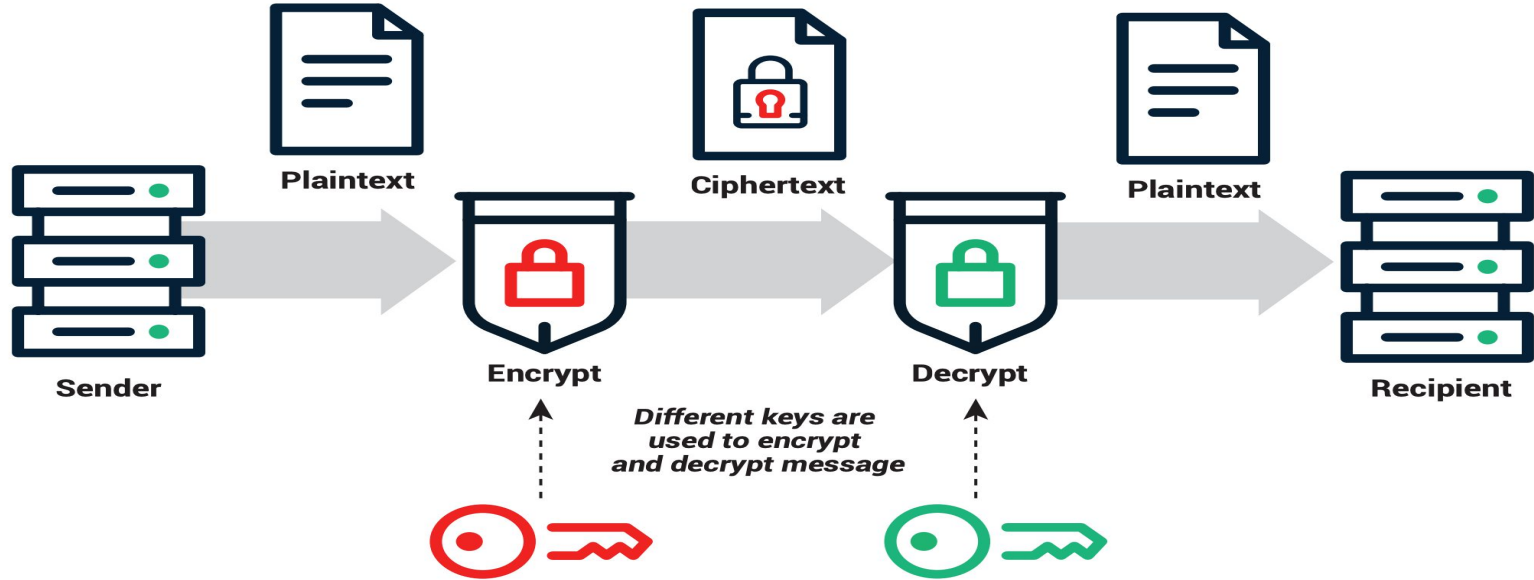 Plaintext
Ciphertext
Plaintext
Sender
Encrypt
Decrypt
Recipient
Different keys are
used to encrypt
and decrypt message